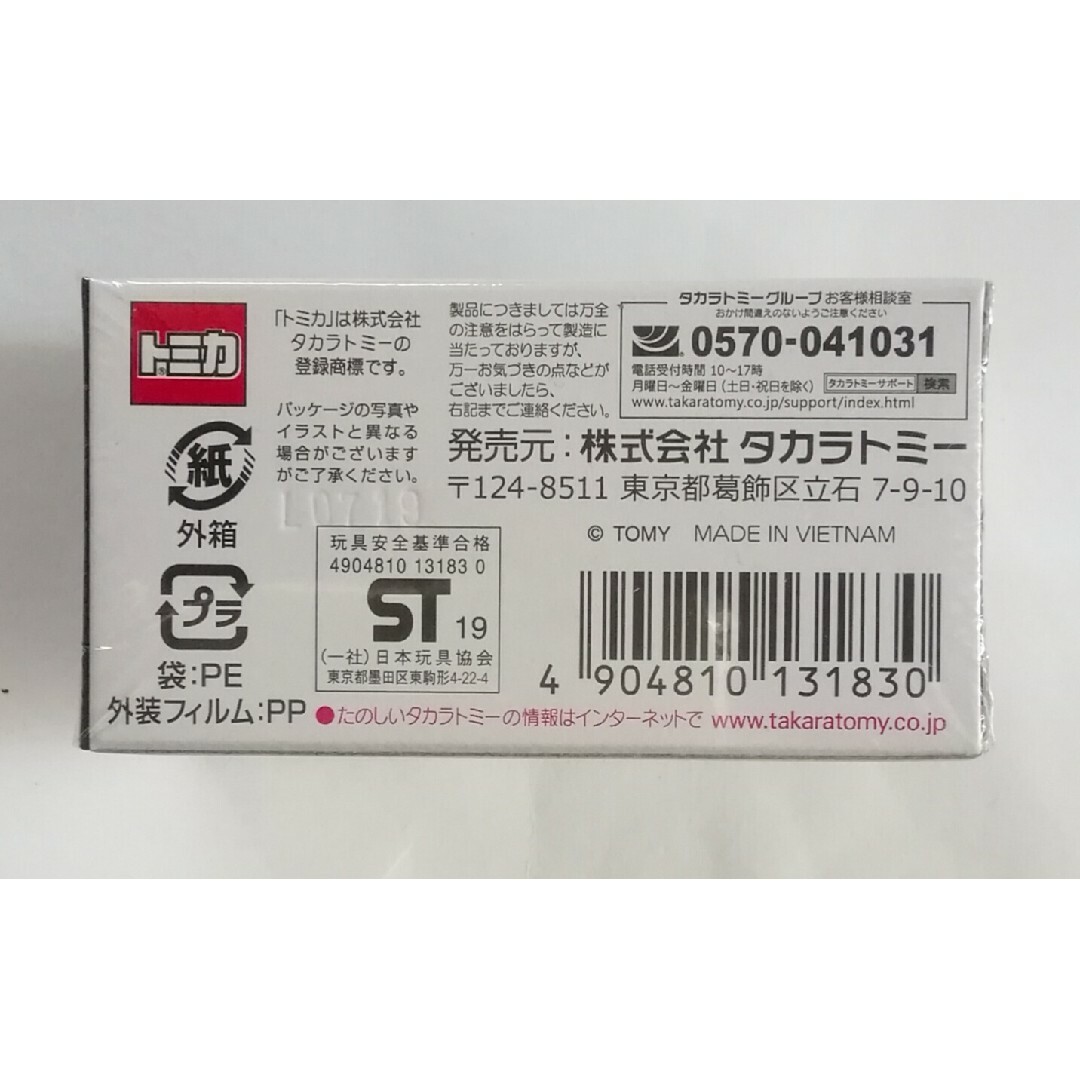 トミカ®
「トミカ」は株式会社
タカラトミーの
登録商標です。
パッケージの写真や
イラストと異なる
場合がございます
がご了承ください。
L0719
製品につきましては万全
の注意をはらって製造に
当たっておりますが、
万一お気づきの点などが
ございましたら、
右記までご連絡ください。
タカラトミーグループ お客様相談室
おかけ間違えのないようご注意ください
0570-041031
電話受付時間 10〜17時
月曜日〜金曜日（土日・祝日を除く）
タカラトミーサポート 検索
www.takaratomy.co.jp/support/index.html
発売元：株式会社 タカラトミー
〒124-8511 東京都葛飾区立石 7-9-10
© TOMY MADE IN VIETNAM
紙
外箱
プラ
袋:PE
外装フィルム:PP
玩具安全基準合格
4904810 13183 0
ST 19
(一社)日本玩具協会
東京都墨田区東駒形4-22-4
4 904810 131830
●たのしいタカラトミーの情報はインターネットで www.takaratomy.co.jp